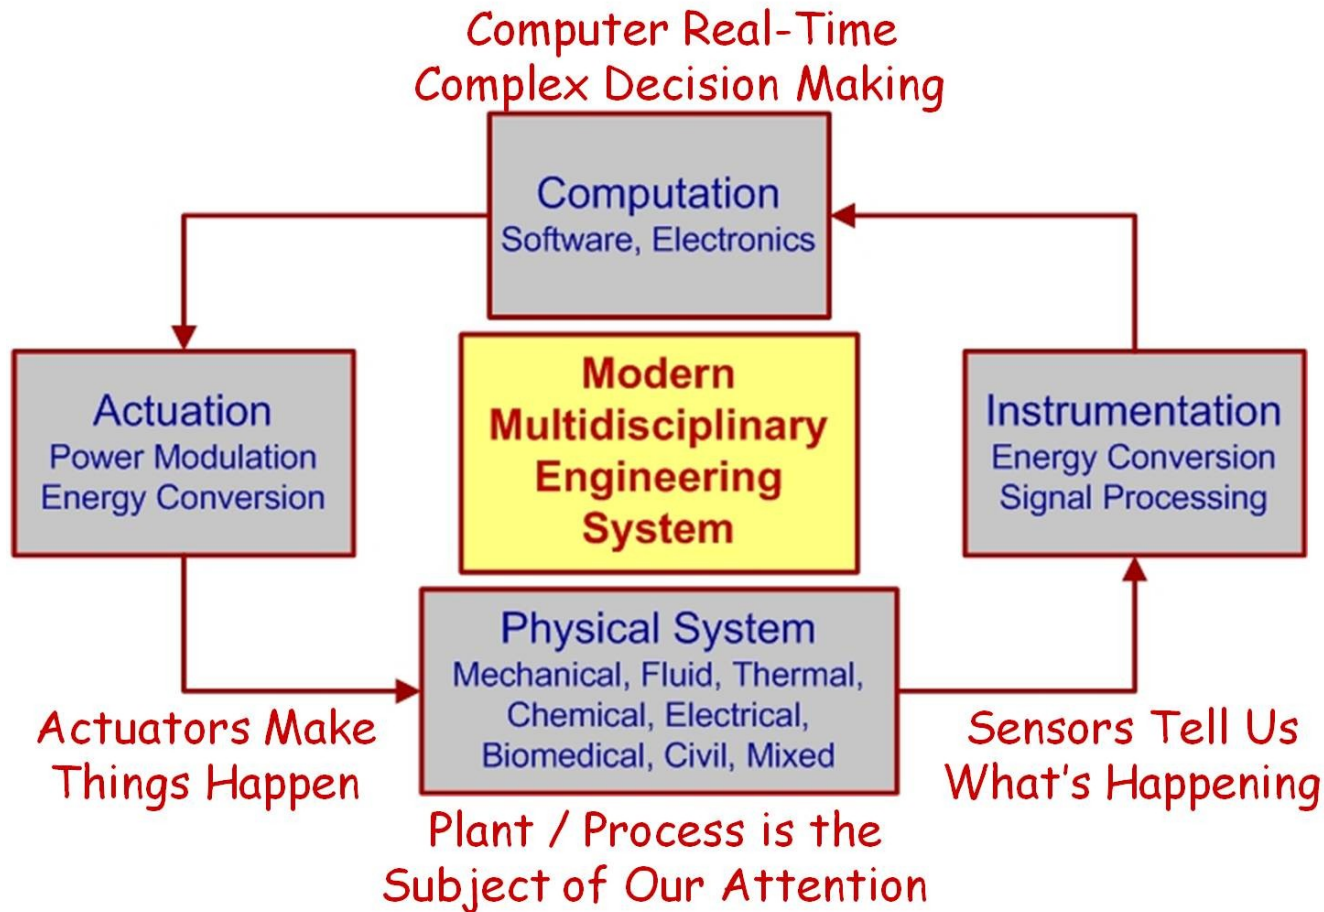 Computer Real-Time
Complex Decision Making
Computation
Software, Electronics
Actuation
Power Modulation
Energy Conversion
Modern
Multidisciplinary
Engineering
System
Instrumentation
Energy Conversion
Signal Processing
Physical System
Mechanical, Fluid, Thermal,
Chemical, Electrical,
Biomedical, Civil, Mixed
Actuators Make
Things Happen
Sensors Tell Us
What's Happening
Plant / Process is the
Subject of Our Attention